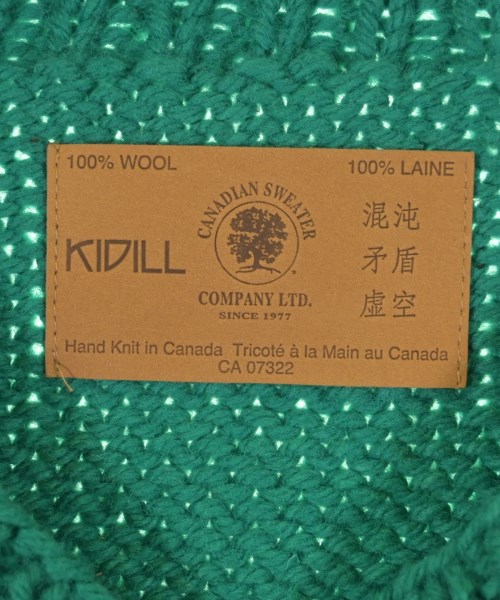 100% WOOL 100% LAINE
CANADIAN SWEATER
KIDILL
COMPANY LTD.
SINCE 1977
混沌
矛盾
虚空
Hand Knit in Canada Tricoté à la Main au Canada
CA 07322